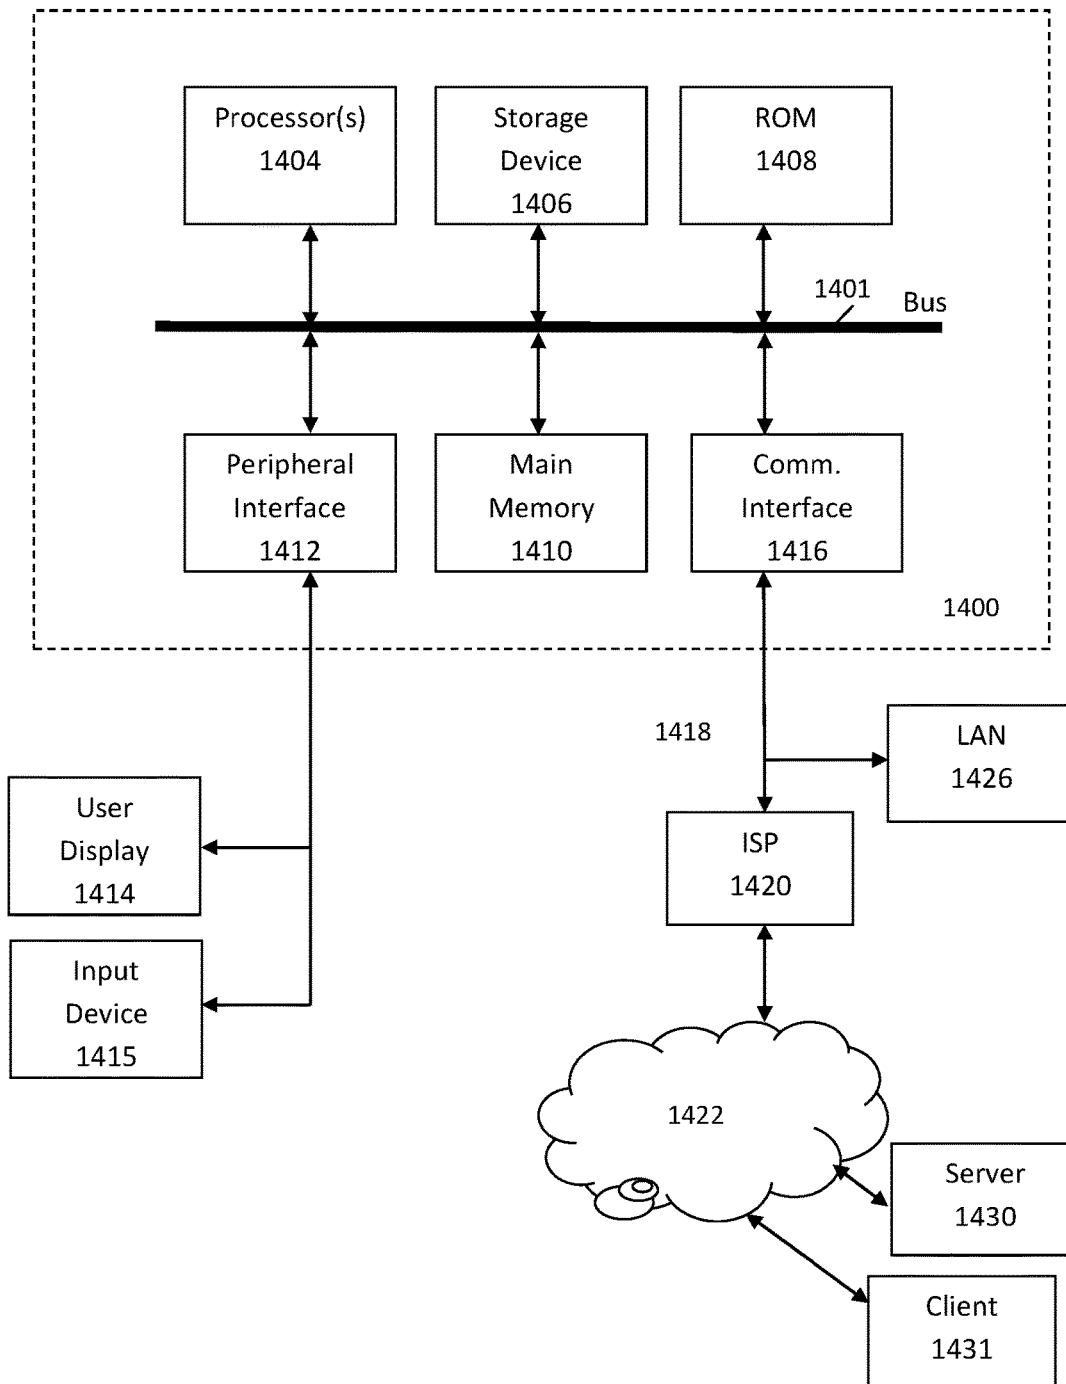 Processor(s)
1404
Storage
Device
1406
ROM
1408
1401
Bus
Peripheral
Interface
1412
Main
Memory
1410
Comm.
Interface
1416
1400
1418
LAN
1426
User
Display
1414
ISP
1420
Input
Device
1415
1422
Server
1430
Client
1431